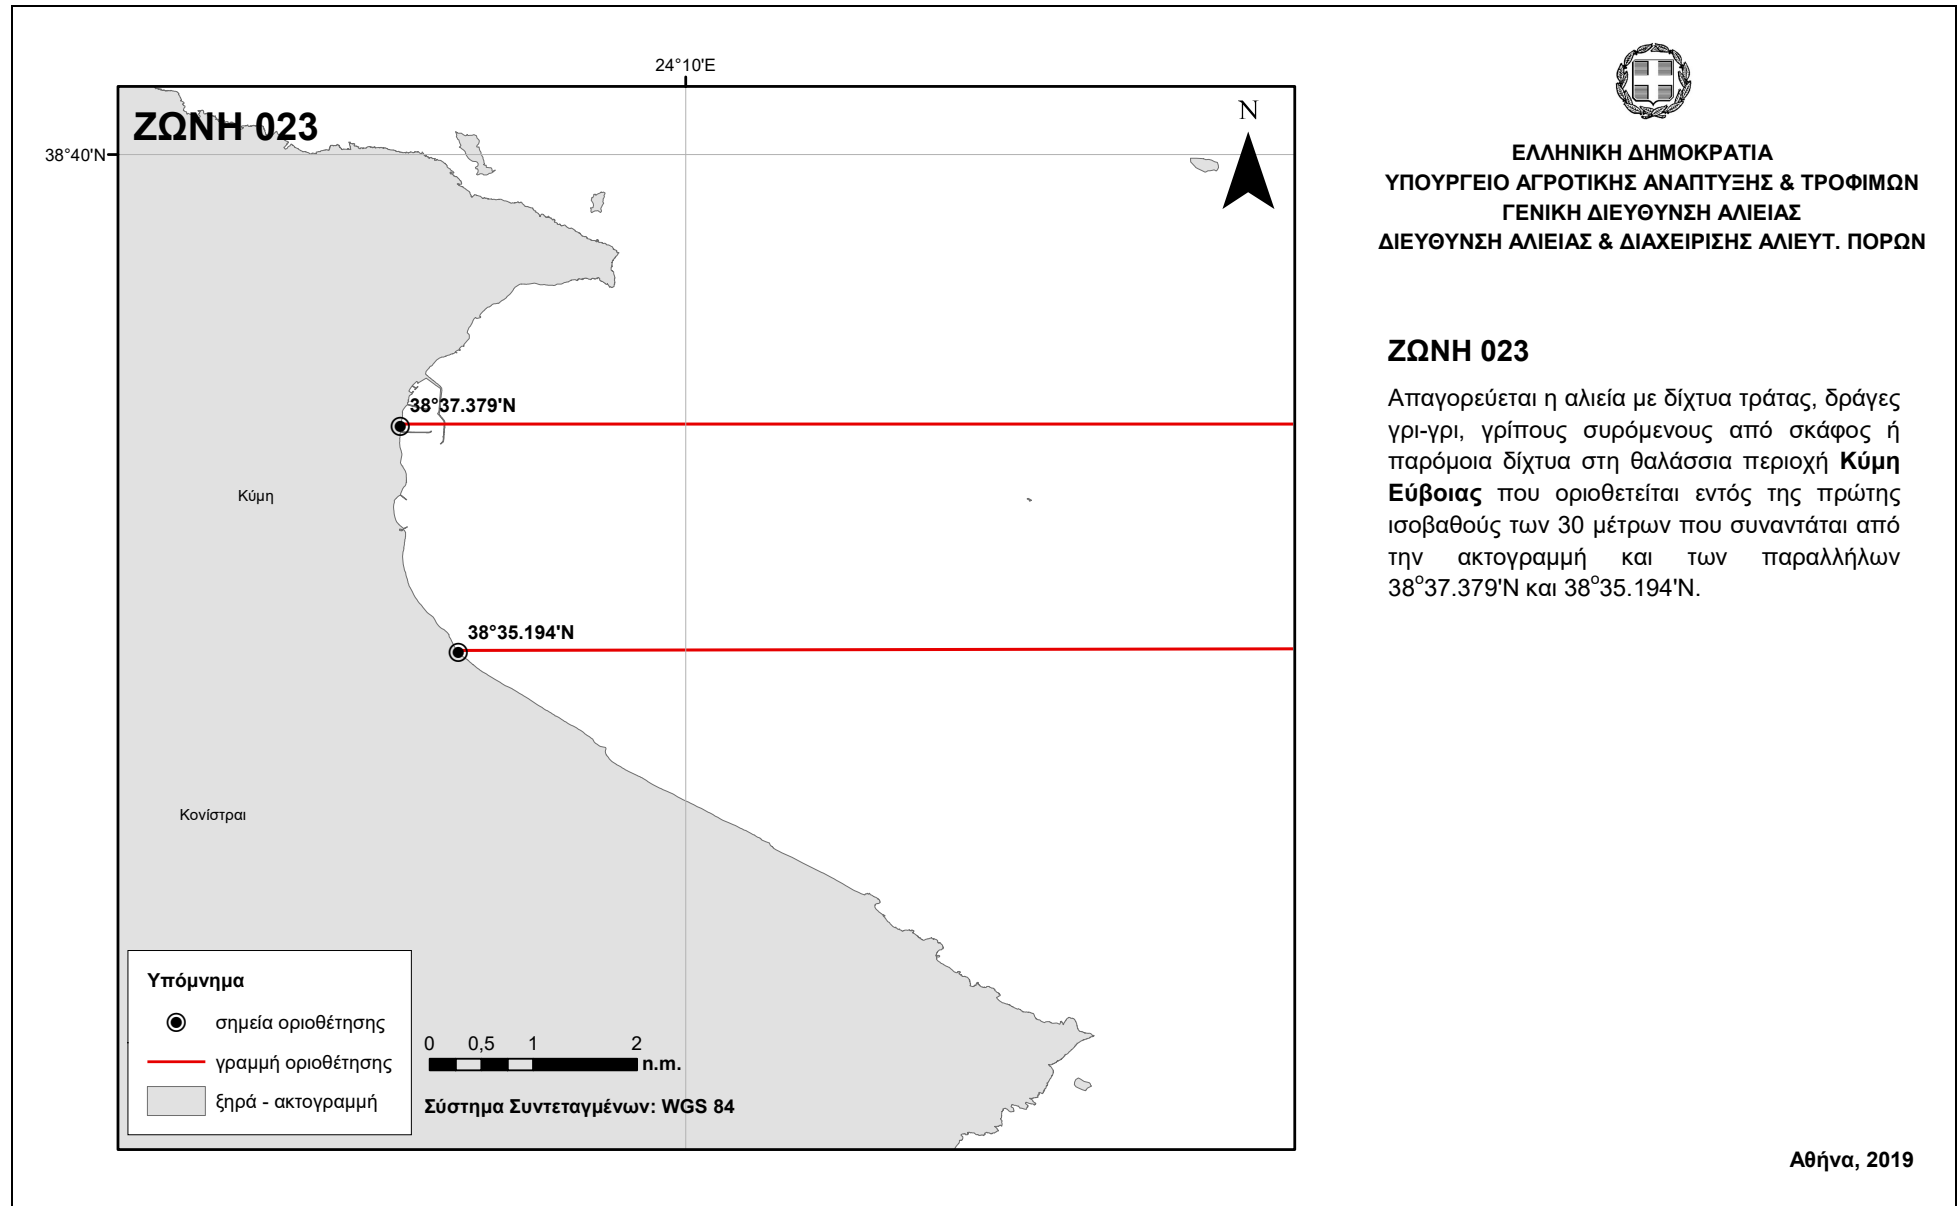 24°10'E
ΖΩΝΗ 023
N
38°40'N
38°37.379'N
Κύμη
38°35.194'N
Κονίστραι
Υπόμνημα
σημεία οριοθέτησης
γραμμή οριοθέτησης
ξηρά - ακτογραμμή
0 0,5 1 2
n.m.
Σύστημα Συντεταγμένων: WGS 84
ΕΛΛΗΝΙΚΗ ΔΗΜΟΚΡΑΤΙΑ
ΥΠΟΥΡΓΕΙΟ ΑΓΡΟΤΙΚΗΣ ΑΝΑΠΤΥΞΗΣ & ΤΡΟΦΙΜΩΝ
ΓΕΝΙΚΗ ΔΙΕΥΘΥΝΣΗ ΑΛΙΕΙΑΣ
ΔΙΕΥΘΥΝΣΗ ΑΛΙΕΙΑΣ & ΔΙΑΧΕΙΡΙΣΗΣ ΑΛΙΕΥΤ. ΠΟΡΩΝ
ΖΩΝΗ 023
Απαγορεύεται η αλιεία με δίχτυα τράτας, δράγες
γρι-γρι, γρίπους συρόμενους από σκάφος ή
παρόμοια δίχτυα στη θαλάσσια περιοχή Κύμη
Εύβοιας που οριοθετείται εντός της πρώτης
ισοβαθούς των 30 μέτρων που συναντάται από
την ακτογραμμή και των παραλλήλων
38°37.379'N και 38°35.194'N.
Αθήνα, 2019